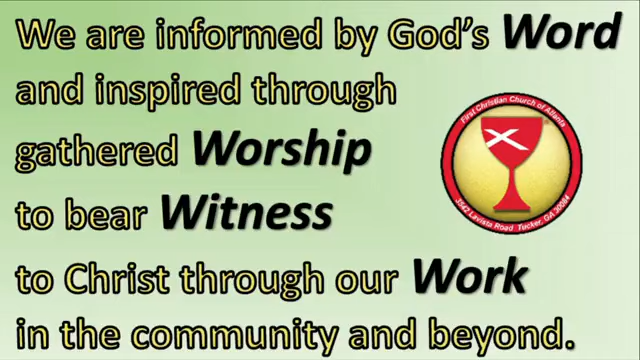 We are informed by God's Word
and inspired through
gathered Worship
to bear Witness
to Christ through our Work
in the community and beyond.
First Christian Church of Atlanta
3542 Lavista Road Tucker, GA 30084